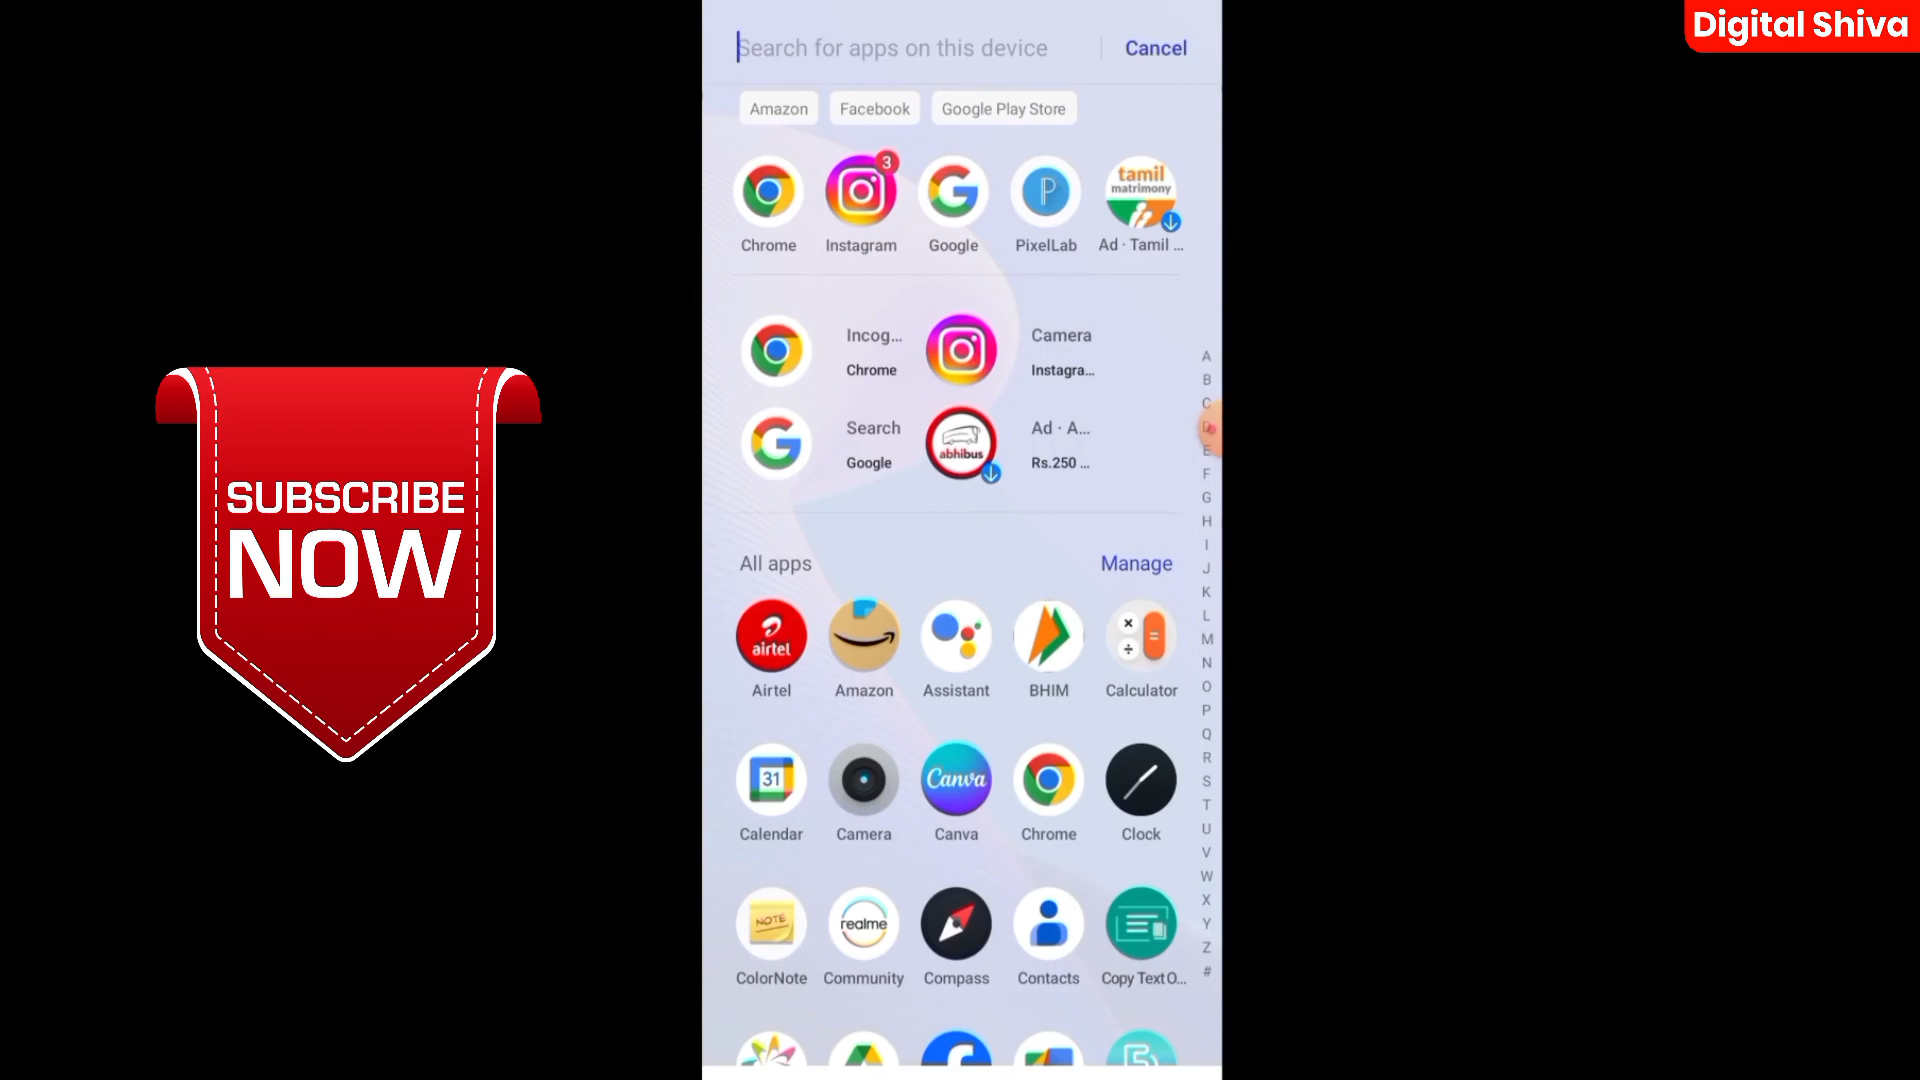 Digital Shiva
Search for apps on this device
Cancel
Amazon
Facebook
Google Play Store
3
tamil
matrimony
Chrome
Instagram
Google
PixelLab
Ad · Tamil ...
Incog...
Chrome
Camera
Instagra...
Search
Google
abhibus
Ad · A...
Rs.250 ...
SUBSCRIBE
NOW
All apps
Manage
airtel
Airtel
Amazon
Assistant
BHIM
Calculator
31
Canva
Calendar
Camera
Canva
Chrome
Clock
NOTE
realme
ColorNote
Community
Compass
Contacts
Copy Text O...
A
B
C
D
E
F
G
H
I
J
K
L
M
N
O
P
Q
R
S
T
U
V
W
X
Y
Z
#